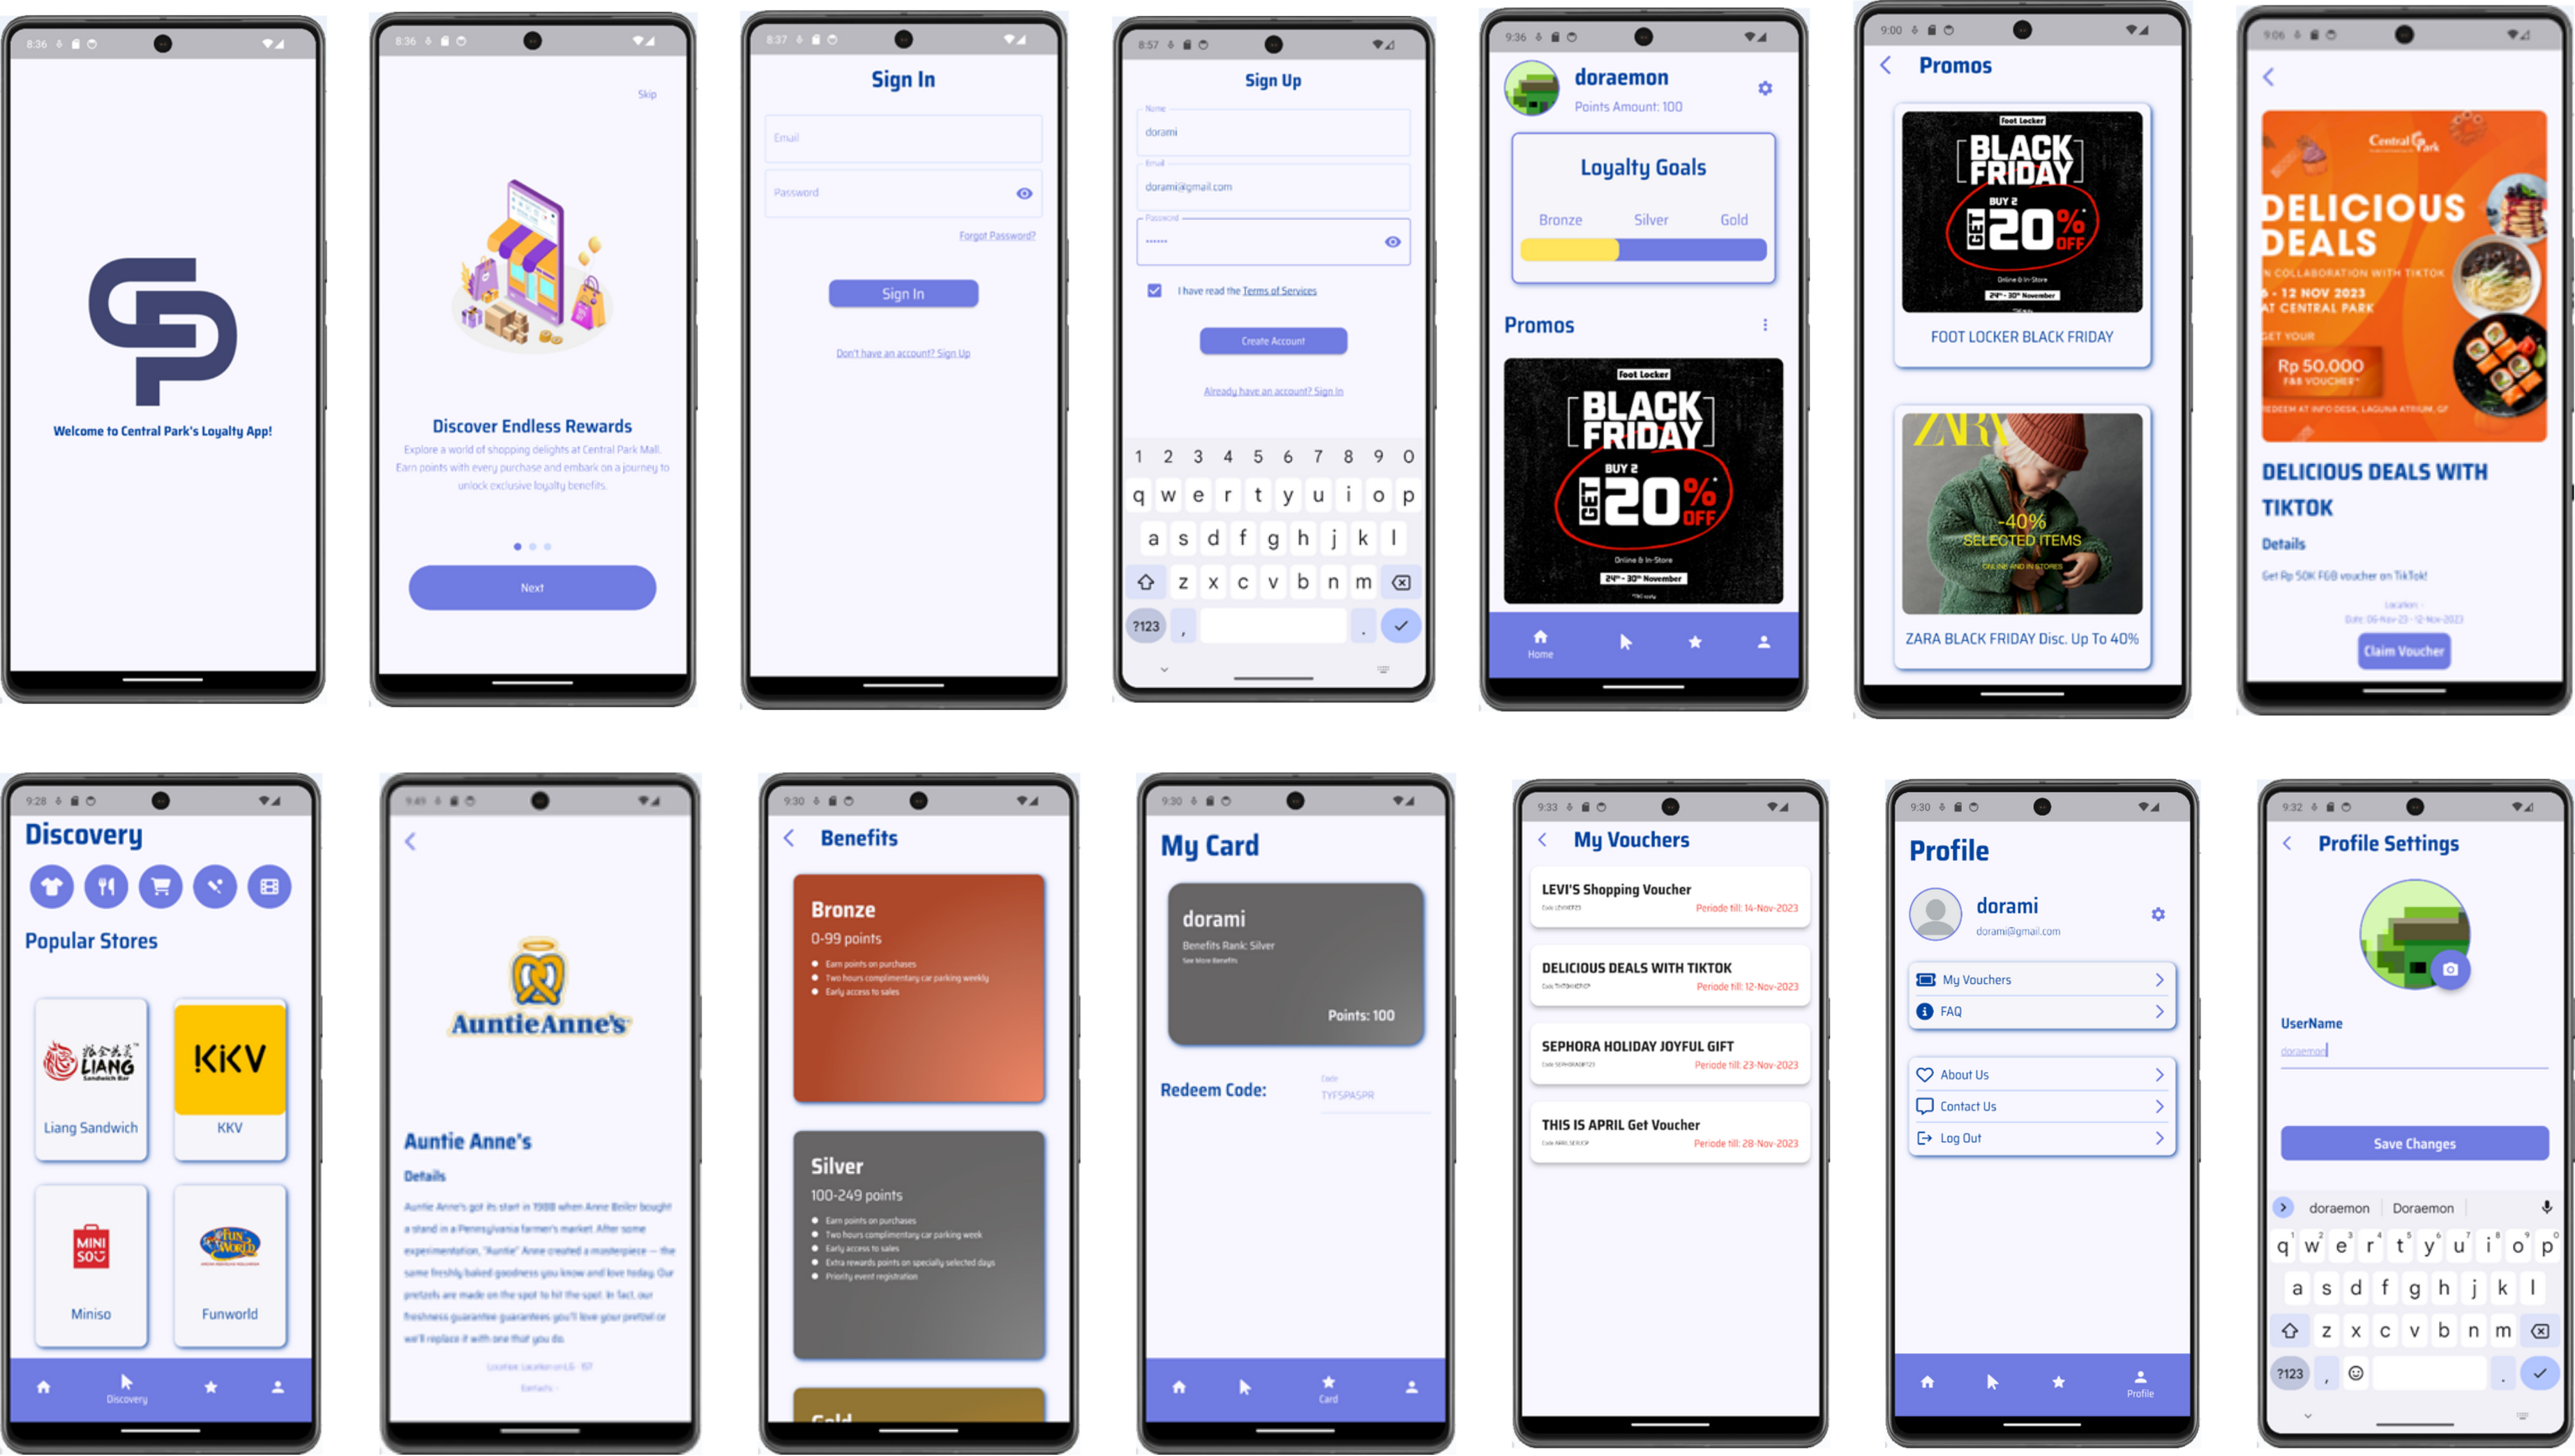 8:36
Welcome to Central Park's Loyalty App!
8:36
Skip
Discover Endless Rewards
Explore a world of shopping delights at Central Park Mall.
Earn points with every purchase and embark on a journey to
unlock exclusive loyalty benefits.
Next
8:37
Sign In
Email
Password
Forgot Password?
Sign In
Don't have an account? Sign Up
8:57
Sign Up
Name
dorami
Email
dorami@gmail.com
Password
I have read the Terms of Services
Create Account
Already have an account? Sign In
1 2 3 4 5 6 7 8 9 0
q w e r t y u i o p
a s d f g h j k l
z x c v b n m
?123 , .
9:36
doraemon
Points Amount: 100
Loyalty Goals
Bronze Silver Gold
Promos
Foot Locker
BLACK
FRIDAY
BUY 2
GET 20% OFF
Online & In-Store
24th - 30th November
Home
9:00
Promos
Foot Locker
BLACK
FRIDAY
BUY 2
GET 20% OFF
Online & In-Store
24th - 30th November
FOOT LOCKER BLACK FRIDAY
ZARA
-40%
SELECTED ITEMS
ONLINE AND IN STORES
ZARA BLACK FRIDAY Disc. Up To 40%
9:06
Central Park
DELICIOUS
DEALS
N COLLABORATION WITH TIKTOK
6 - 12 NOV 2023
AT CENTRAL PARK
GET YOUR
Rp 50.000
F&B VOUCHER*
REDEEM AT INFO DESK, LAGUNA ATRIUM, GF
DELICIOUS DEALS WITH
TIKTOK
Details
Get Rp 50K F&B voucher on TikTok!
Location: -
Date: 06-Nov-23 - 12-Nov-2023
Claim Voucher
9:28
Discovery
Popular Stores
LIANG
Sandwich Bar
Liang Sandwich
KKV
KKV
MINI
SO
Miniso
FUN
WORLD
Funworld
Discovery
9:49
Auntie Anne's
Auntie Anne's
Details
Auntie Anne's got its start in 1988 when Anne Beiler bought
a stand in a Pennsylvania farmer's market. After some
experimentation, "Auntie" Anne created a masterpiece — the
same freshly baked goodness you know and love today. Our
pretzels are made on the spot to hit the spot. In fact, our
freshness guarantee guarantees you'll love your pretzel or
we'll replace it with one that you do.
Contacts: -
9:30
Benefits
Bronze
0-99 points
Earn points on purchases
Two hours complimentary car parking weekly
Early access to sales
Silver
100-249 points
Earn points on purchases
Two hours complimentary car parking week
Early access to sales
Extra rewards points on specially selected days
Priority event registration
Gold
9:30
My Card
dorami
Benefits Rank: Silver
See More Benefits
Points: 100
Redeem Code:
Code
TYFSPASPR
Card
9:33
My Vouchers
LEVI'S Shopping Voucher
Periode till: 14-Nov-2023
DELICIOUS DEALS WITH TIKTOK
Periode till: 12-Nov-2023
SEPHORA HOLIDAY JOYFUL GIFT
Periode till: 23-Nov-2023
THIS IS APRIL Get Voucher
Periode till: 28-Nov-2023
9:30
Profile
dorami
dorami@gmail.com
My Vouchers
FAQ
About Us
Contact Us
Log Out
Profile
9:32
Profile Settings
UserName
doraemon
Save Changes
doraemon Doraemon
q w e r t y u i o p
1 2 3 4 5 6 7 8 9 0
a s d f g h j k l
z x c v b n m
?123 , .